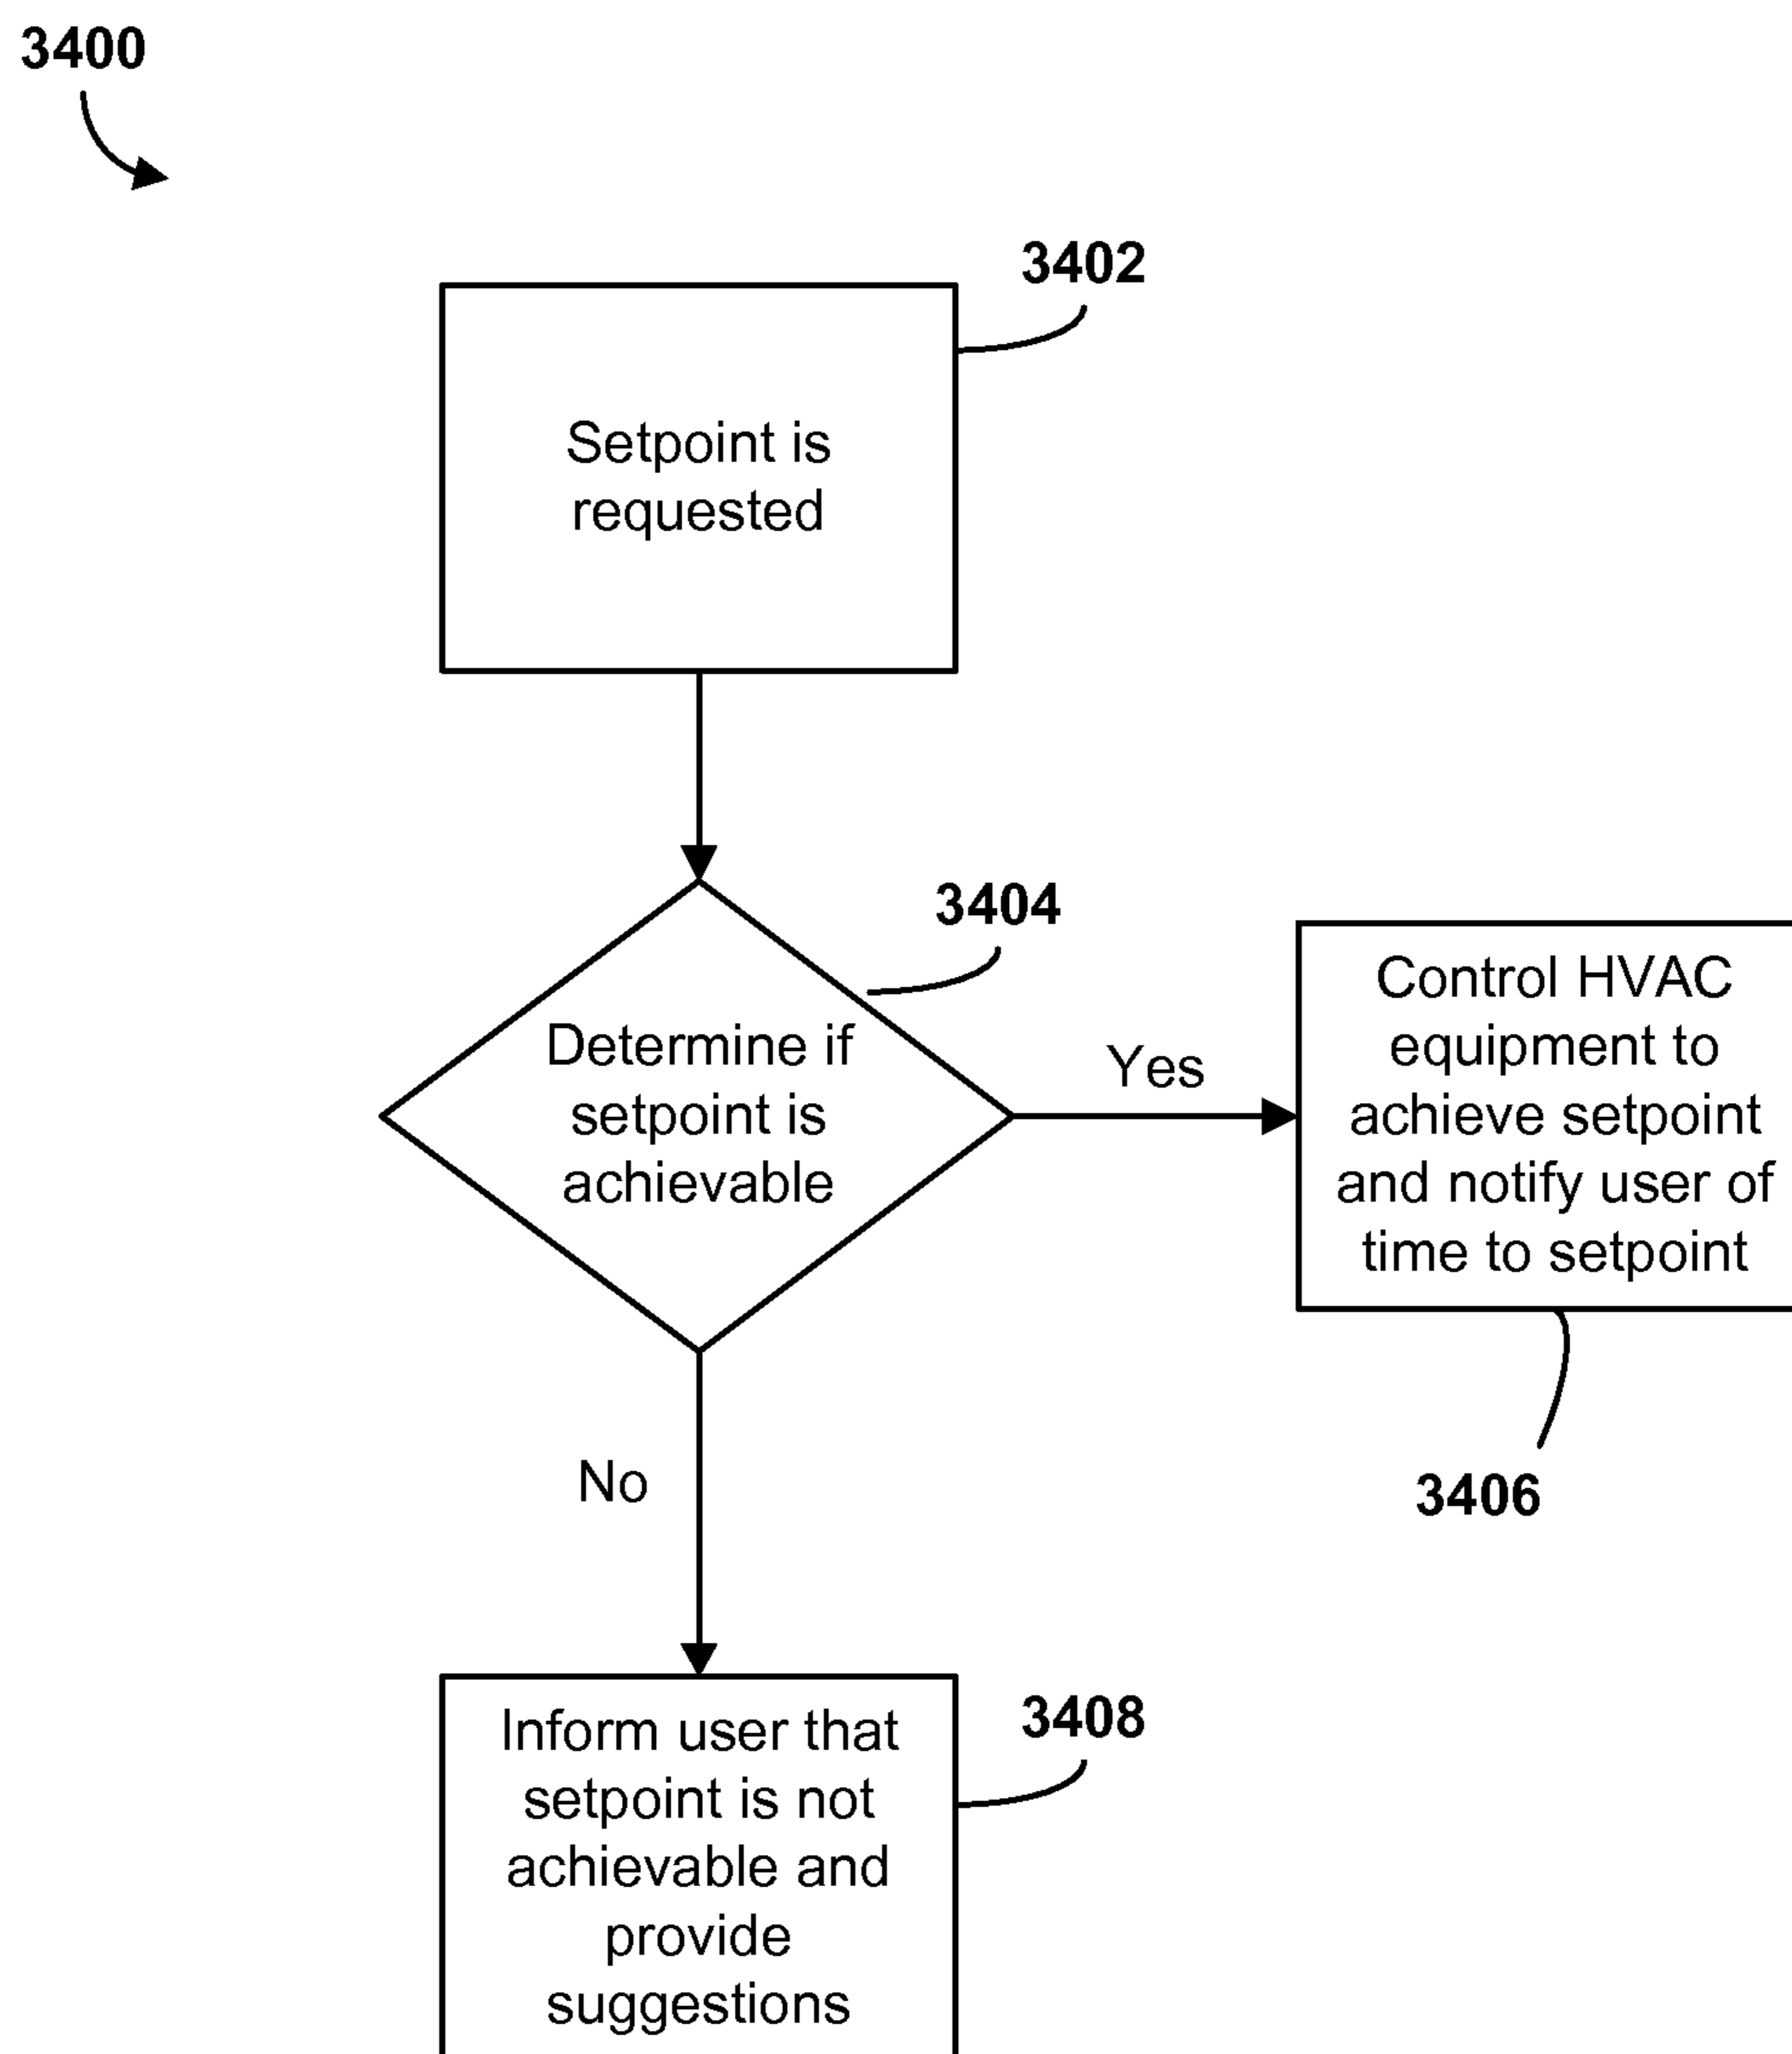 3400
3402
Setpoint is
requested
3404
Determine if
setpoint is
achievable
Yes
Control HVAC
equipment to
achieve setpoint
and notify user of
time to setpoint
3406
No
3408
Inform user that
setpoint is not
achievable and
provide
suggestions